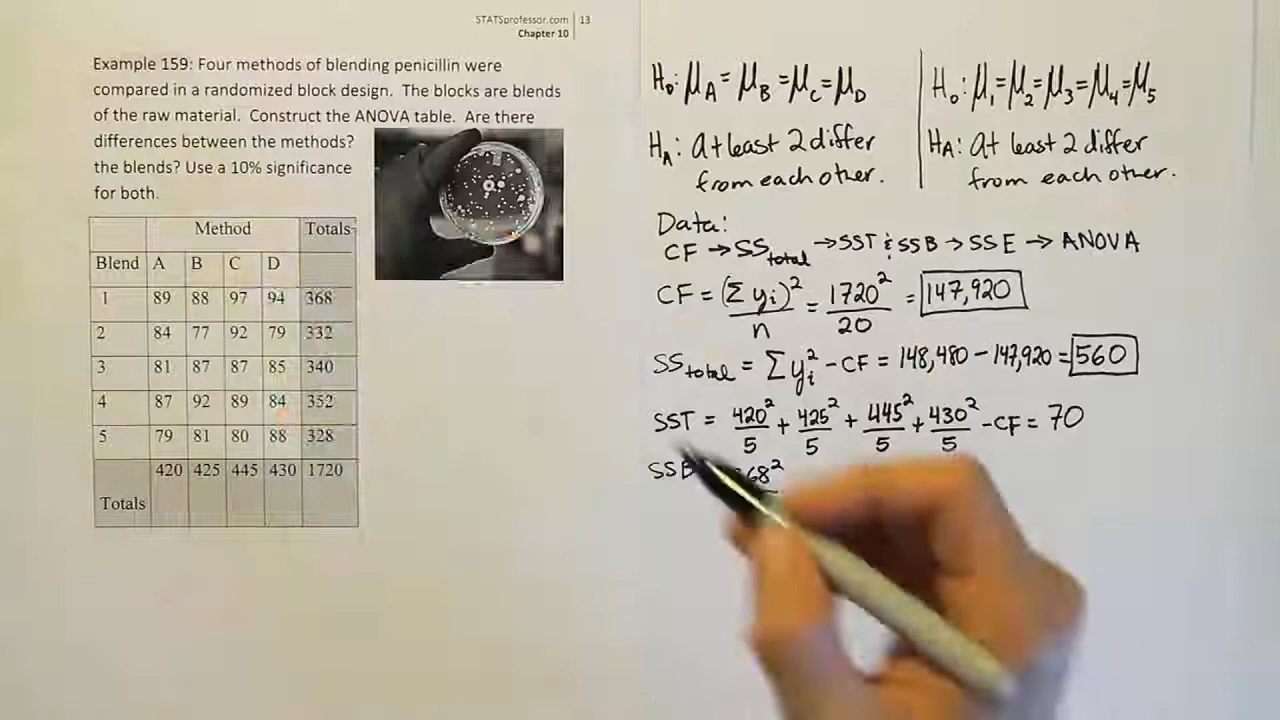 STATSprofessor.com | 13
Chapter 10
Example 159: Four methods of blending penicillin were
compared in a randomized block design. The blocks are blends
of the raw material. Construct the ANOVA table. Are there
differences between the methods?
the blends? Use a 10% significance
for both.
Method Totals
Blend A B C D
1 89 88 97 94 368
2 84 77 92 79 332
3 81 87 87 85 340
4 87 92 89 84 352
5 79 81 80 88 328
420 425 445 430 1720
Totals
H₀: μA = μB = μC = μD
HA: At least 2 differ
from each other.
H₀: μ₁ = μ₂ = μ₃ = μ₄ = μ₅
HA: At least 2 differ
from each other.
Data:
CF → SStotal → SST & SSB → SSE → ANOVA
CF = (Σ yi)² / n = 1720² / 20 = 147,920
SStotal = Σ yi² - CF = 148,480 - 147,920 = 560
SST = 420²/5 + 425²/5 + 445²/5 + 430²/5 - CF = 70
SSB 68²